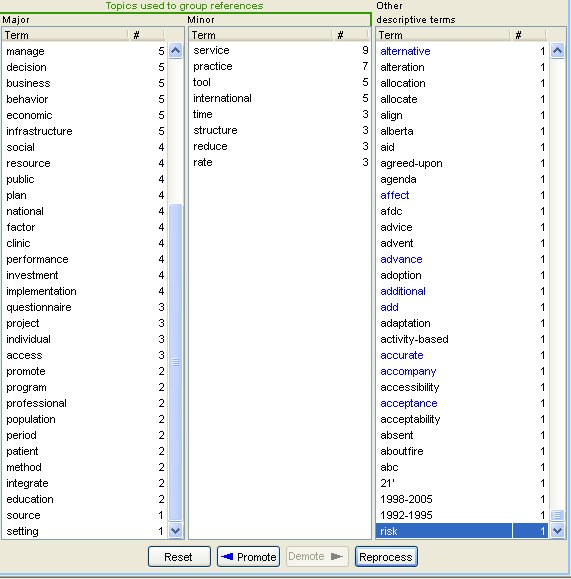 Topics used to group references
Other
Major
Minor
descriptive terms
Term # Term # Term #
manage 5 service 9 alternative 1
decision 5 practice 7 alteration 1
business 5 tool 5 allocation 1
behavior 5 international 5 allocate 1
economic 5 time 3 align 1
infrastructure 5 structure 3 alberta 1
social 4 reduce 3 aid 1
resource 4 rate 3 agreed-upon 1
public 4 agenda 1
plan 4 affect 1
national 4 afdc 1
factor 4 advice 1
clinic 4 advent 1
performance 4 advance 1
investment 4 adoption 1
implementation 4 additional 1
questionnaire 3 add 1
project 3 adaptation 1
individual 3 activity-based 1
access 3 accurate 1
promote 2 accompany 1
program 2 accessibility 1
professional 2 acceptance 1
population 2 acceptability 1
period 2 absent 1
patient 2 aboutfire 1
method 2 abc 1
integrate 2 21' 1
education 2 1998-2005 1
source 1 1992-1995 1
setting 1 risk 1
Reset Promote Demote Reprocess